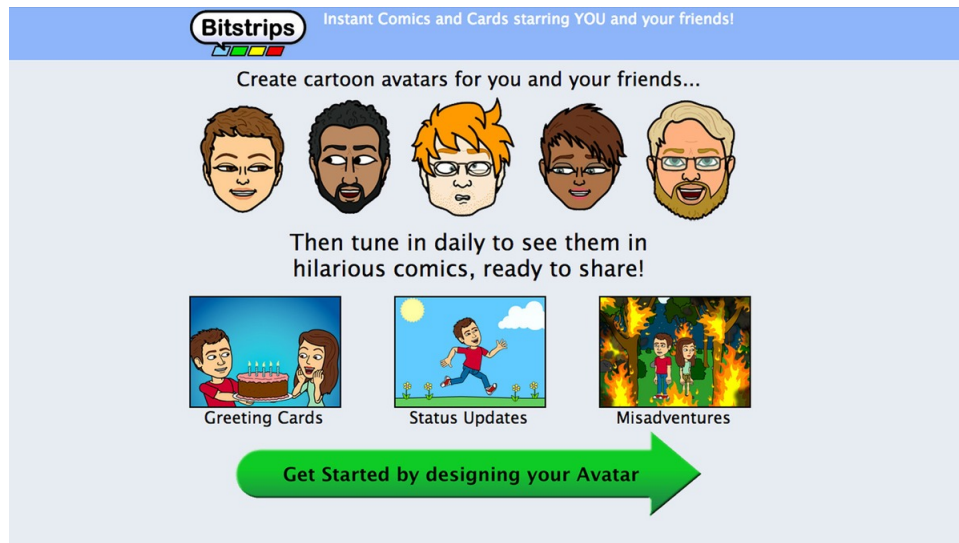 Bitstrips
Instant Comics and Cards starring YOU and your friends!
Create cartoon avatars for you and your friends...
Then tune in daily to see them in
hilarious comics, ready to share!
Greeting Cards
Status Updates
Misadventures
Get Started by designing your Avatar